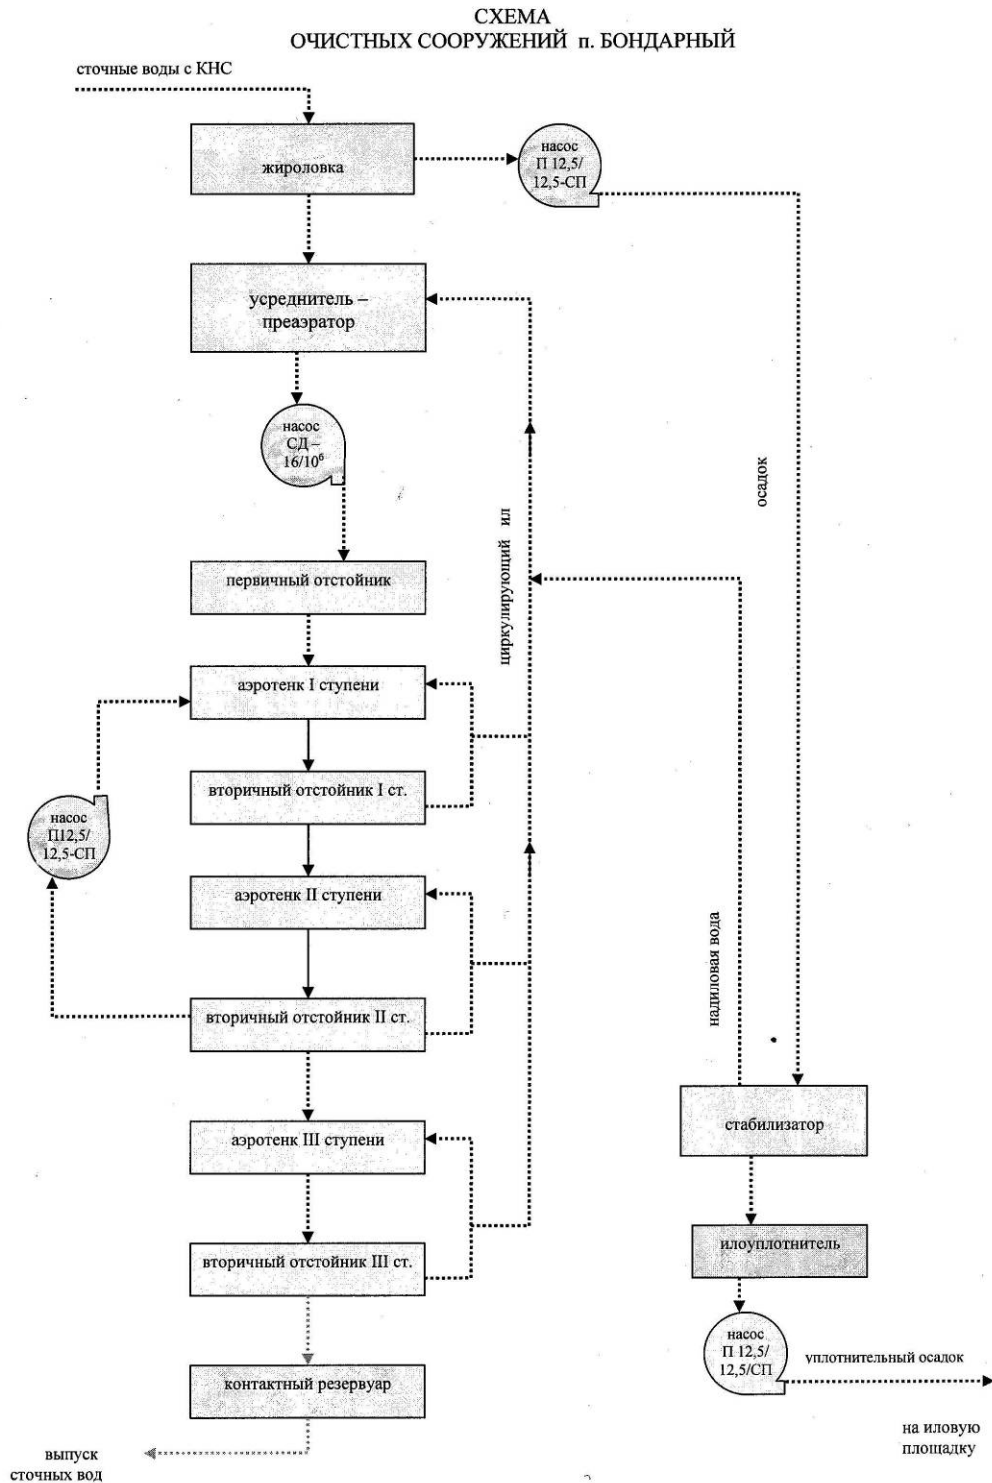 СХЕМА
ОЧИСТНЫХ СООРУЖЕНИЙ п. БОНДАРНЫЙ
сточные воды с КНС
жироловка
насос
П 12,5/
12,5-СП
усреднитель –
преаэратор
насос
СД –
16/10б
осадок
циркулирующий ил
первичный отстойник
аэротенк I ступени
вторичный отстойник I ст.
насос
П12,5/
12,5-СП
аэротенк II ступени
надиловая вода
вторичный отстойник II ст.
аэротенк III ступени
стабилизатор
вторичный отстойник III ст.
илоуплотнитель
насос
П 12,5/
12,5/СП
уплотнительный осадок
контактный резервуар
на иловую
площадку
выпуск
сточных вод